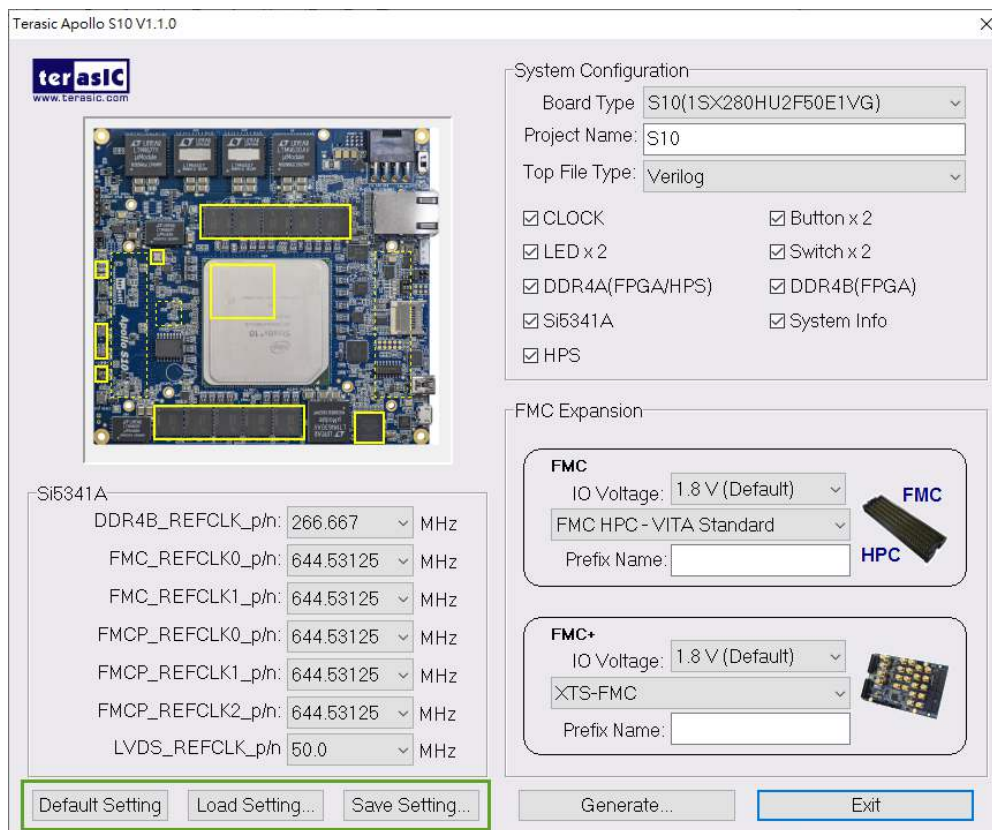 Terasic Apollo S10 V1.1.0
terasIC
www.terasic.com
Apollo S10
Stratix 10
System Configuration
Board Type S10(1SX280HU2F50E1VG)
Project Name: S10
Top File Type: Verilog
CLOCK Button x 2
LED x 2 Switch x 2
DDR4A(FPGA/HPS) DDR4B(FPGA)
Si5341A System Info
HPS
FMC Expansion
FMC
IO Voltage: 1.8 V (Default)
FMC HPC - VITA Standard
Prefix Name:
FMC
HPC
FMC+
IO Voltage: 1.8 V (Default)
XTS-FMC
Prefix Name:
Si5341A
DDR4B_REFCLK_p/n: 266.667 MHz
FMC_REFCLK0_p/n: 644.53125 MHz
FMC_REFCLK1_p/n: 644.53125 MHz
FMCP_REFCLK0_p/n: 644.53125 MHz
FMCP_REFCLK1_p/n: 644.53125 MHz
FMCP_REFCLK2_p/n: 644.53125 MHz
LVDS_REFCLK_p/n 50.0 MHz
Default Setting Load Setting... Save Setting... Generate... Exit